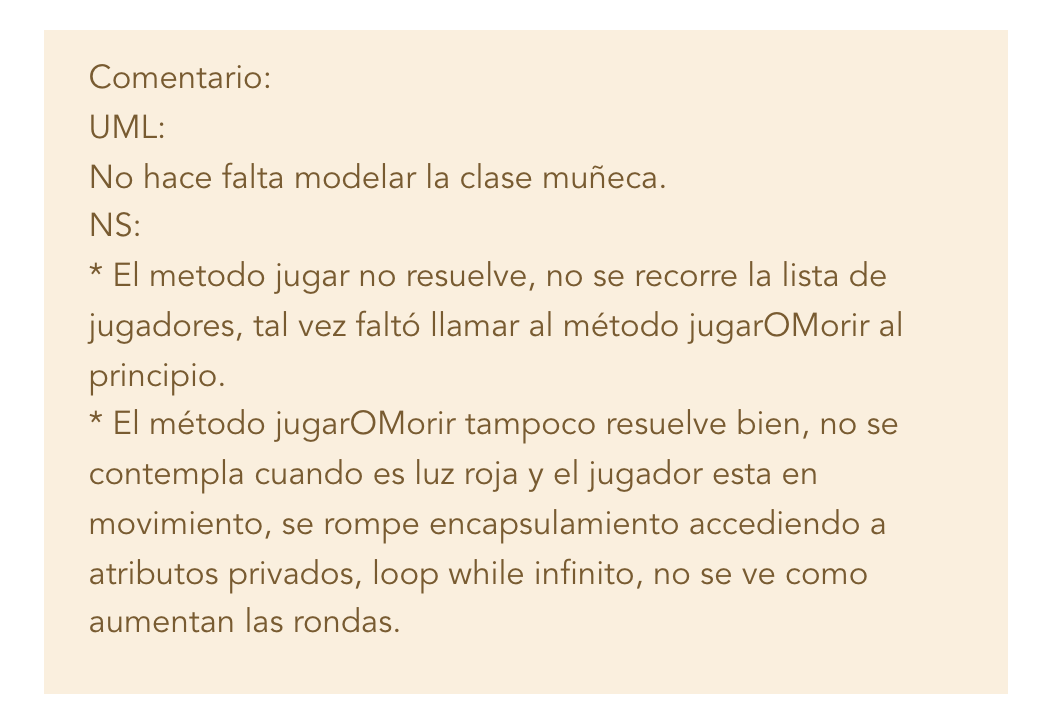 Comentario:
UML:
No hace falta modelar la clase muñeca.
NS:
* El metodo jugar no resuelve, no se recorre la lista de
jugadores, tal vez faltó llamar al método jugarOMorir al
principio.
* El método jugarOMorir tampoco resuelve bien, no se
contempla cuando es luz roja y el jugador esta en
movimiento, se rompe encapsulamiento accediendo a
atributos privados, loop while infinito, no se ve como
aumentan las rondas.